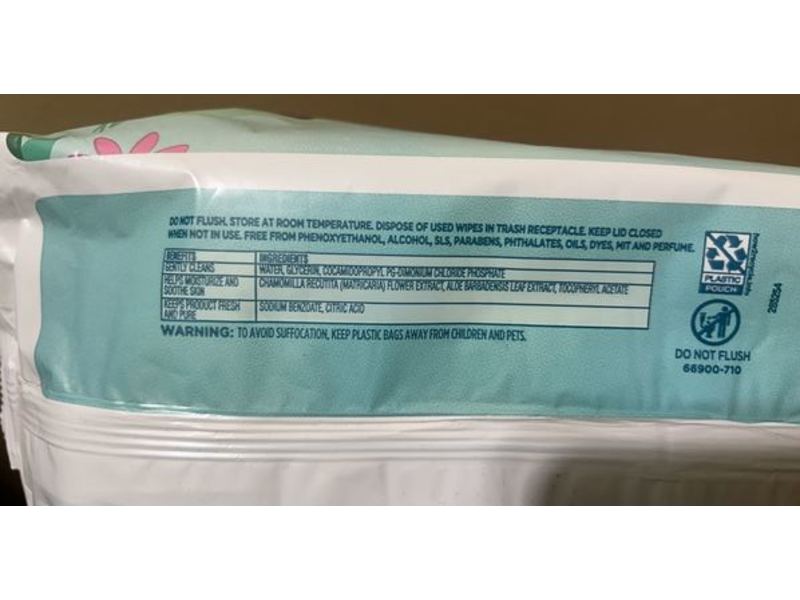 DO NOT FLUSH. STORE AT ROOM TEMPERATURE. DISPOSE OF USED WIPES IN TRASH RECEPTACLE. KEEP LID CLOSED
WHEN NOT IN USE. FREE FROM PHENOXYETHANOL, ALCOHOL, SLS, PARABENS, PHTHALATES, OILS, DYES, MIT AND PERFUME.
BENEFITS INGREDIENTS
GENTLY CLEANS WATER, GLYCERIN, COCAMIDOPROPYL PG-DIMONIUM CHLORIDE PHOSPHATE
HELPS MOISTURIZE AND CHAMOMILLA RECUTITA (MATRICARIA) FLOWER EXTRACT, ALOE BARBADENSIS LEAF EXTRACT, TOCOPHERYL ACETATE
SOOTHE SKIN
KEEPS PRODUCT FRESH SODIUM BENZOATE, CITRIC ACID
AND PURE
WARNING: TO AVOID SUFFOCATION, KEEP PLASTIC BAGS AWAY FROM CHILDREN AND PETS.
PLASTIC
POUCH
how2recycle.info
DO NOT FLUSH
66900-710